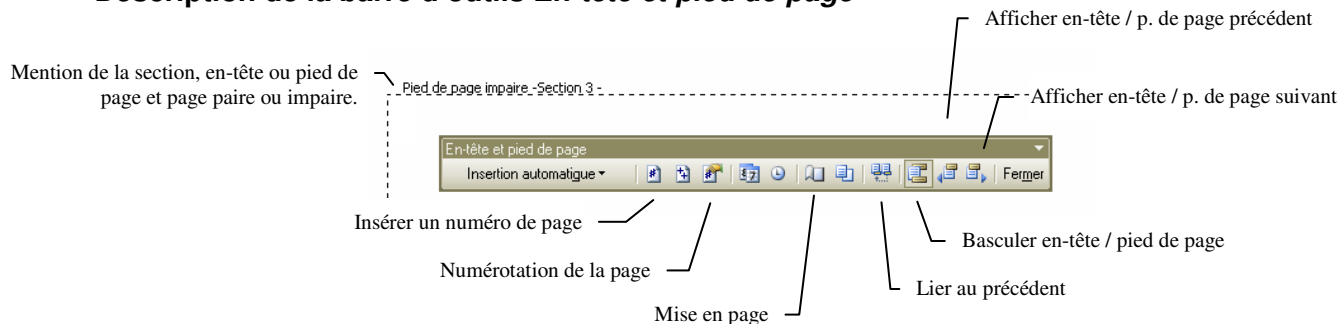 Description de la barre d'outils En-tête et pied de page
Afficher en-tête / p. de page précédent
Mention de la section, en-tête ou pied de
page et page paire ou impaire.
Pied de page impaire -Section 3 -
Afficher en-tête / p. de page suivant
En-tête et pied de page
Insertion automatique
Fermer
Insérer un numéro de page
Basculer en-tête / pied de page
Numérotation de la page
Lier au précédent
Mise en page